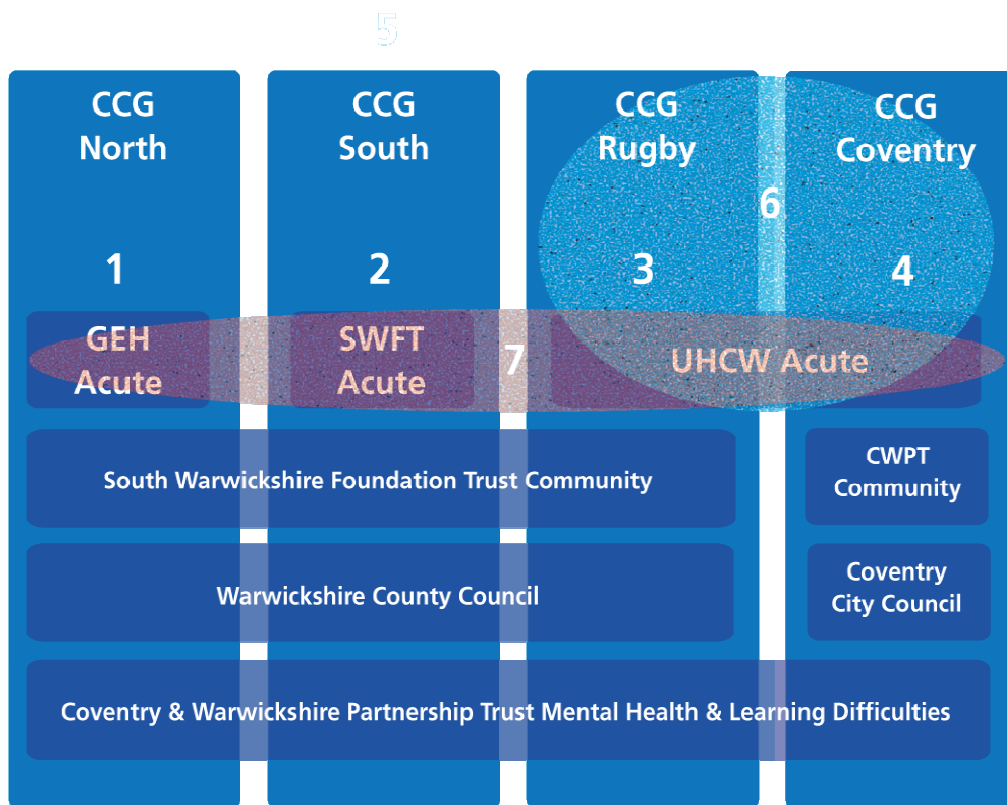 5
CCG
North
CCG
South
CCG
Rugby
CCG
Coventry
6
1
2
3
4
GEH
Acute
SWFT
Acute
7
UHCW Acute
South Warwickshire Foundation Trust Community
CWPT
Community
Warwickshire County Council
Coventry
City Council
Coventry & Warwickshire Partnership Trust Mental Health & Learning Difficulties